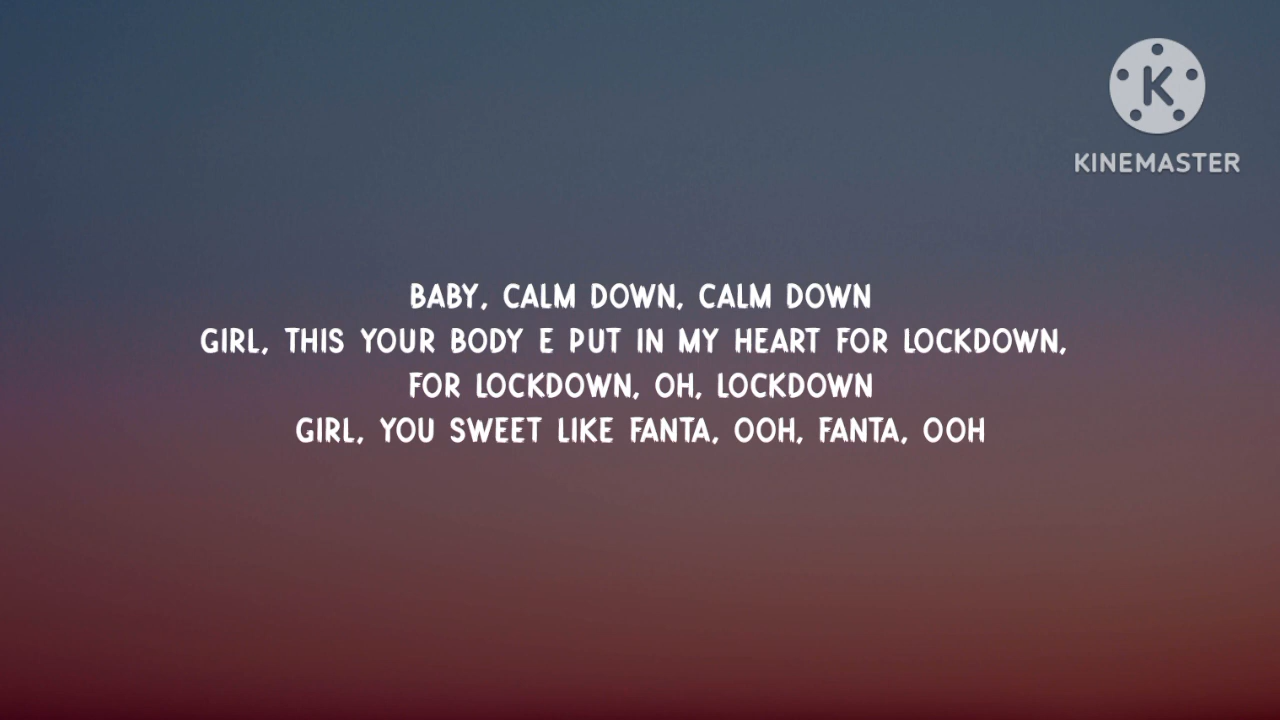 K
KINEMASTER
BABY, CALM DOWN, CALM DOWN
GIRL, THIS YOUR BODY E PUT IN MY HEART FOR LOCKDOWN,
FOR LOCKDOWN, OH, LOCKDOWN
GIRL, YOU SWEET LIKE FANTA, OOH, FANTA, OOH